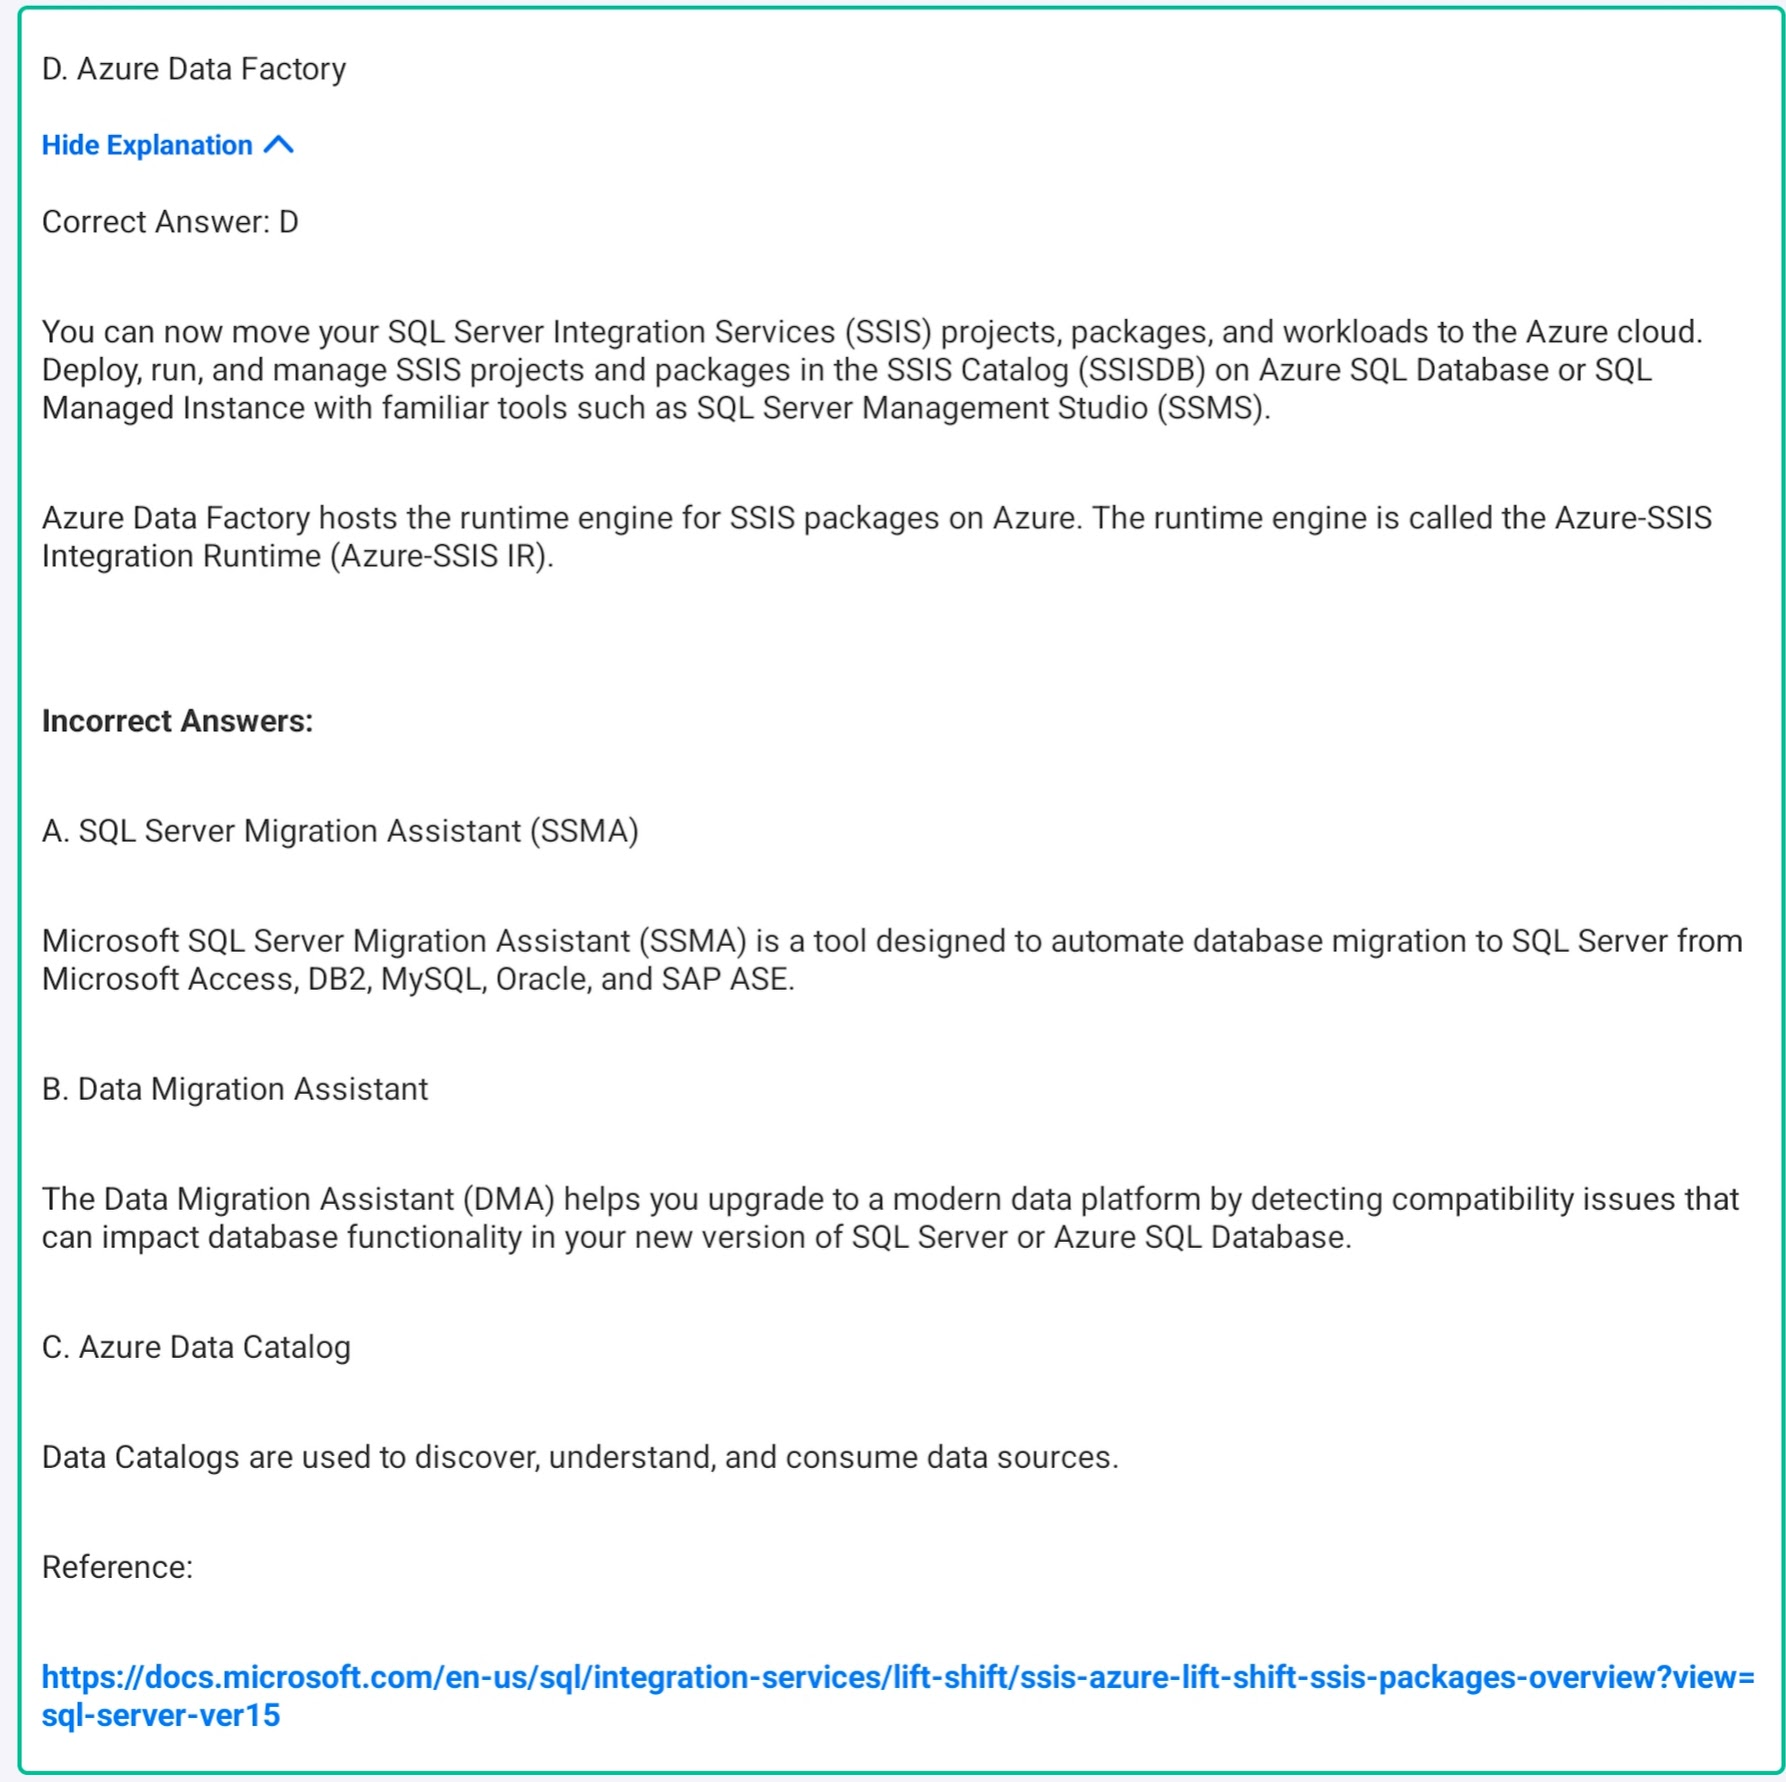 D. Azure Data Factory
Hide Explanation
Correct Answer: D
You can now move your SQL Server Integration Services (SSIS) projects, packages, and workloads to the Azure cloud.
Deploy, run, and manage SSIS projects and packages in the SSIS Catalog (SSISDB) on Azure SQL Database or SQL
Managed Instance with familiar tools such as SQL Server Management Studio (SSMS).
Azure Data Factory hosts the runtime engine for SSIS packages on Azure. The runtime engine is called the Azure-SSIS
Integration Runtime (Azure-SSIS IR).
Incorrect Answers:
A. SQL Server Migration Assistant (SSMA)
Microsoft SQL Server Migration Assistant (SSMA) is a tool designed to automate database migration to SQL Server from
Microsoft Access, DB2, MySQL, Oracle, and SAP ASE.
B. Data Migration Assistant
The Data Migration Assistant (DMA) helps you upgrade to a modern data platform by detecting compatibility issues that
can impact database functionality in your new version of SQL Server or Azure SQL Database.
C. Azure Data Catalog
Data Catalogs are used to discover, understand, and consume data sources.
Reference:
https://docs.microsoft.com/en-us/sql/integration-services/lift-shift/ssis-azure-lift-shift-ssis-packages-overview?view=
sql-server-ver15